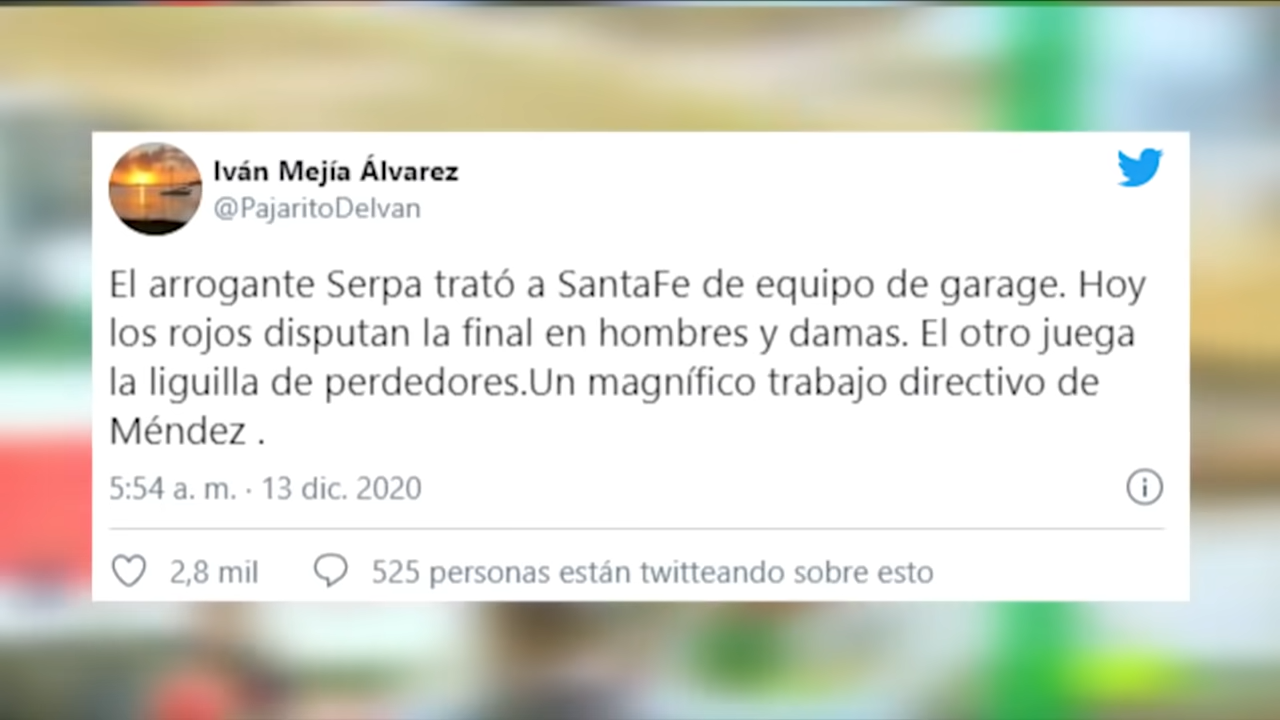 Iván Mejía Álvarez
@PajaritoDelvan
El arrogante Serpa trató a SantaFe de equipo de garage. Hoy
los rojos disputan la final en hombres y damas. El otro juega
la liguilla de perdedores.Un magnífico trabajo directivo de
Méndez .
5:54 a. m. · 13 dic. 2020
2,8 mil 525 personas están twitteando sobre esto